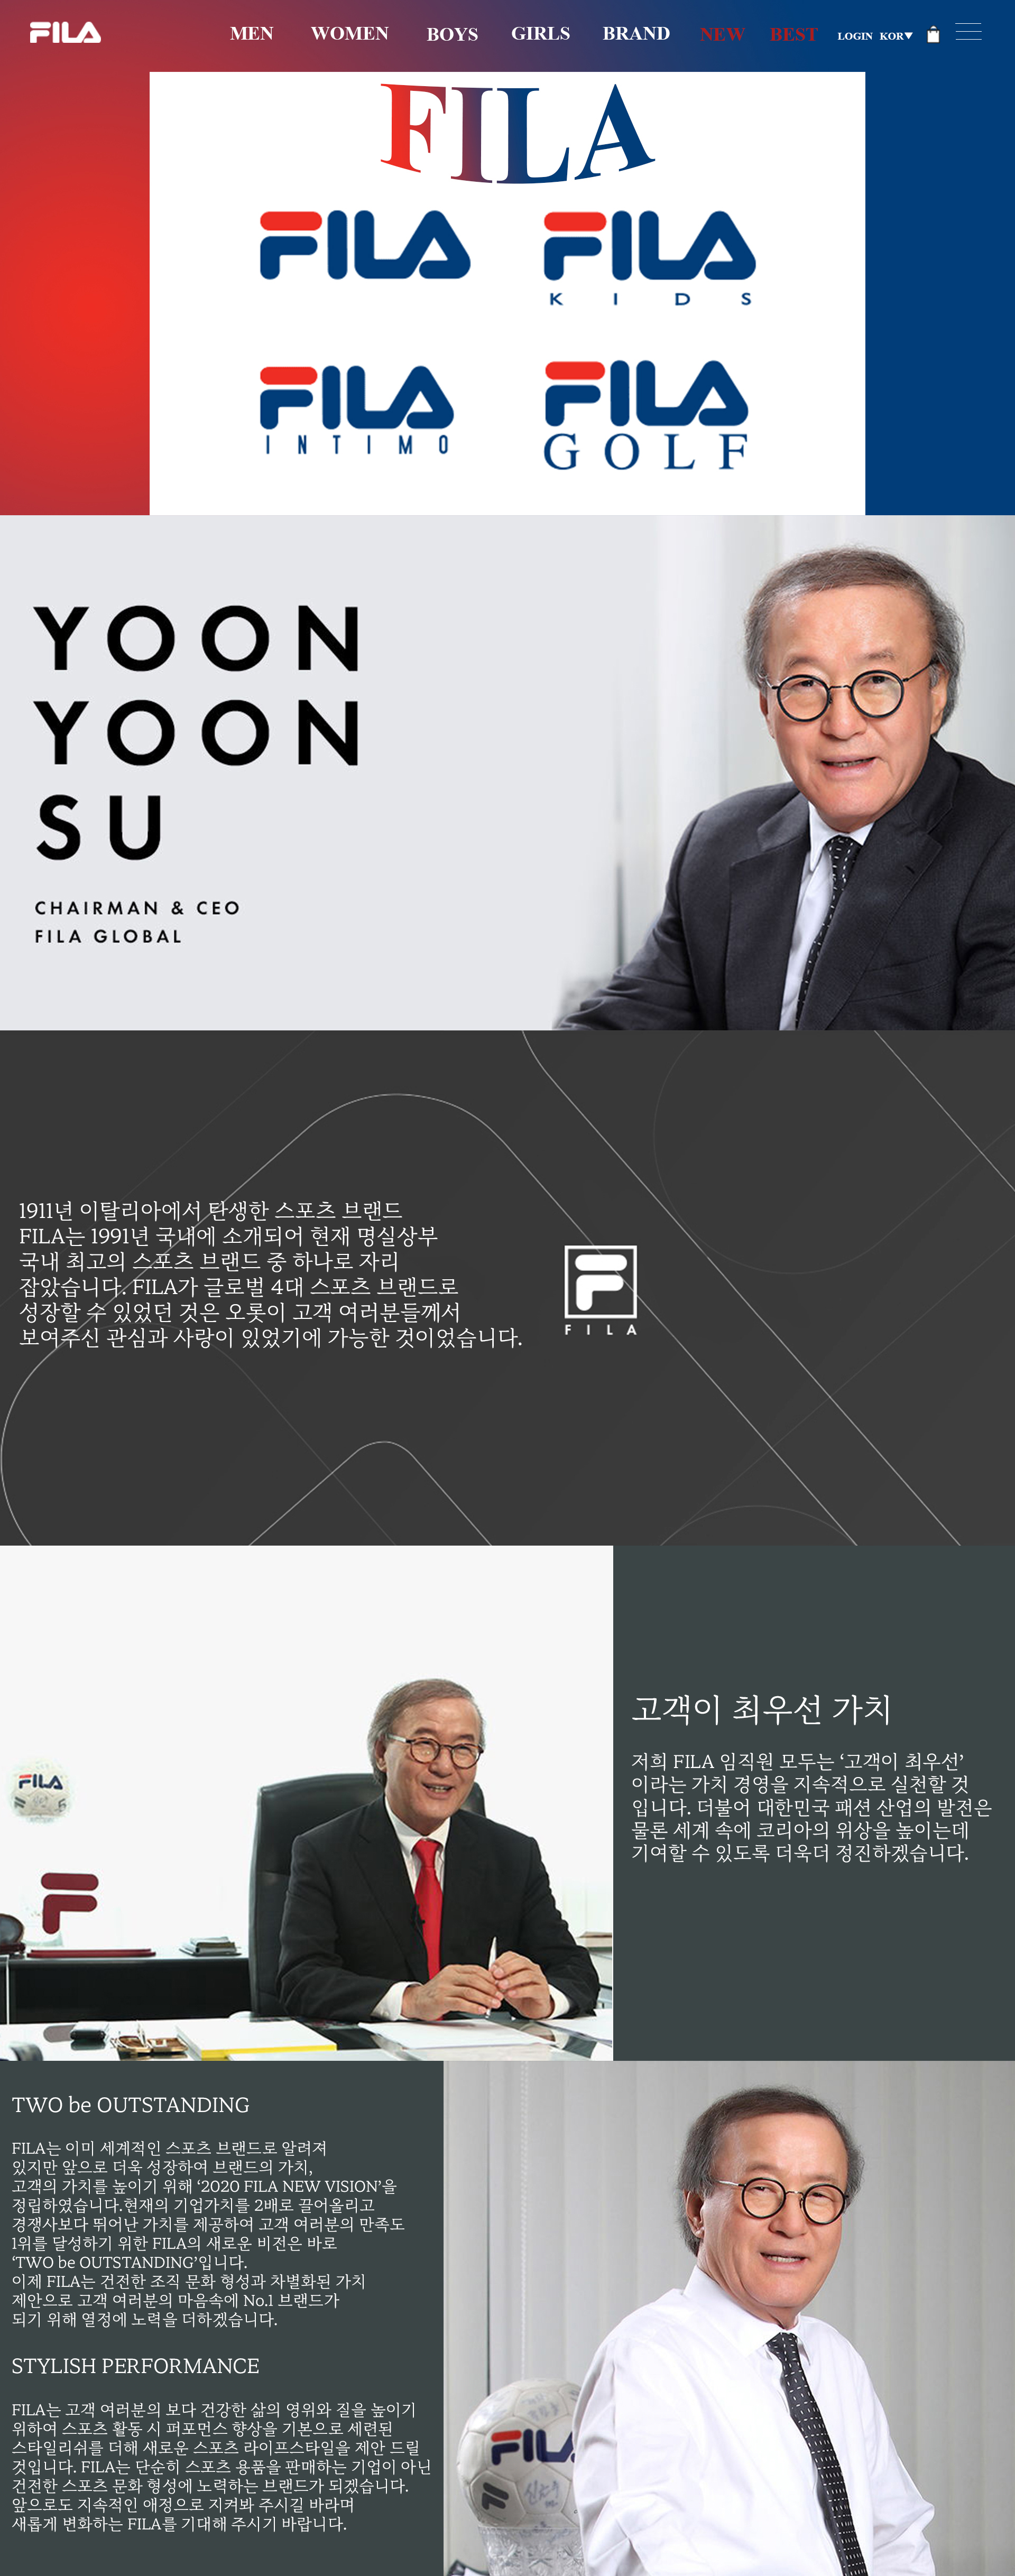 FILA
MEN WOMEN BOYS GIRLS BRAND NEW BEST LOGIN KOR▼
FILA
FILA
FILA
KIDS
FILA
INTIMO
FILA
GOLF
YOON
YOON
SU
CHAIRMAN & CEO
FILA GLOBAL
1911년 이탈리아에서 탄생한 스포츠 브랜드
FILA는 1991년 국내에 소개되어 현재 명실상부
국내 최고의 스포츠 브랜드 중 하나로 자리
잡았습니다. FILA가 글로벌 4대 스포츠 브랜드로
성장할 수 있었던 것은 오롯이 고객 여러분들께서
보여주신 관심과 사랑이 있었기에 가능한 것이었습니다.
F
FILA
FILA
F
고객이 최우선 가치
저희 FILA 임직원 모두는 ‘고객이 최우선’
이라는 가치 경영을 지속적으로 실천할 것
입니다. 더불어 대한민국 패션 산업의 발전은
물론 세계 속에 코리아의 위상을 높이는데
기여할 수 있도록 더욱더 정진하겠습니다.
TWO be OUTSTANDING
FILA는 이미 세계적인 스포츠 브랜드로 알려져
있지만 앞으로 더욱 성장하여 브랜드의 가치,
고객의 가치를 높이기 위해 ‘2020 FILA NEW VISION’을
정립하였습니다.현재의 기업가치를 2배로 끌어올리고
경쟁사보다 뛰어난 가치를 제공하여 고객 여러분의 만족도
1위를 달성하기 위한 FILA의 새로운 비전은 바로
‘TWO be OUTSTANDING’입니다.
이제 FILA는 건전한 조직 문화 형성과 차별화된 가치
제안으로 고객 여러분의 마음속에 No.1 브랜드가
되기 위해 열정에 노력을 더하겠습니다.
STYLISH PERFORMANCE
FILA는 고객 여러분의 보다 건강한 삶의 영위와 질을 높이기
위하여 스포츠 활동 시 퍼포먼스 향상을 기본으로 세련된
스타일리쉬를 더해 새로운 스포츠 라이프스타일을 제안 드릴
것입니다. FILA는 단순히 스포츠 용품을 판매하는 기업이 아닌
건전한 스포츠 문화 형성에 노력하는 브랜드가 되겠습니다.
앞으로도 지속적인 애정으로 지켜봐 주시길 바라며
새롭게 변화하는 FILA를 기대해 주시기 바랍니다.
FILA